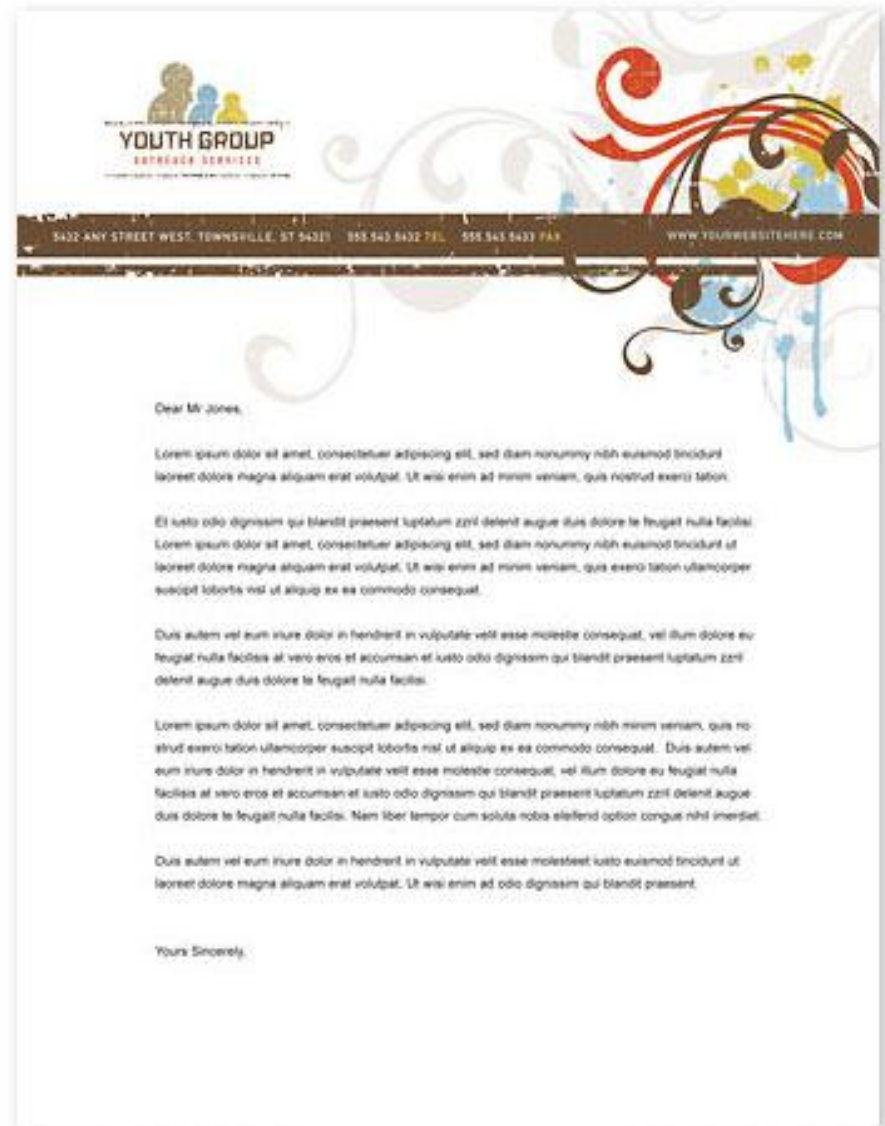 YOUTH GROUP
OUTREACH SERVICES
5432 ANY STREET WEST, TOWNSVILLE, ST 54321 555.543.5432 TEL 555.543.5433 FAX WWW.YOURWEBSITEHERE.COM
Dear Mr Jones,
Lorem ipsum dolor sit amet, consectetuer adipiscing elit, sed diam nonummy nibh euismod tincidunt
laoreet dolore magna aliquam erat volutpat. Ut wisi enim ad minim veniam, quis nostrud exerci tation.
Et iusto odio dignissim qui blandit praesent luptatum zzril delenit augue duis dolore te feugait nulla facilisi.
Lorem ipsum dolor sit amet, consectetuer adipiscing elit, sed diam nonummy nibh euismod tincidunt ut
laoreet dolore magna aliquam erat volutpat. Ut wisi enim ad minim veniam, quis exerci tation ullamcorper
suscipit lobortis nisl ut aliquip ex ea commodo consequat.
Duis autem vel eum iriure dolor in hendrerit in vulputate velit esse molestie consequat, vel illum dolore eu
feugiat nulla facilisis at vero eros et accumsan et iusto odio dignissim qui blandit praesent luptatum zzril
delenit augue duis dolore te feugait nulla facilisi.
Lorem ipsum dolor sit amet, consectetuer adipiscing elit, sed diam nonummy nibh minim veniam, quis no-
strud exerci tation ullamcorper suscipit lobortis nisl ut aliquip ex ea commodo consequat. Duis autem vel
eum iriure dolor in hendrerit in vulputate velit esse molestie consequat, vel illum dolore eu feugiat nulla
facilisis at vero eros et accumsan et iusto odio dignissim qui blandit praesent luptatum zzril delenit augue
duis dolore te feugait nulla facilisi. Nam liber tempor cum soluta nobis eleifend option congue nihil imerdiet.
Duis autem vel eum iriure dolor in hendrerit in vulputate velit esse molestieet iusto euismod tincidunt ut
laoreet dolore magna aliquam erat volutpat. Ut wisi enim ad odio dignissim qui blandit praesent.
Yours Sincerely,